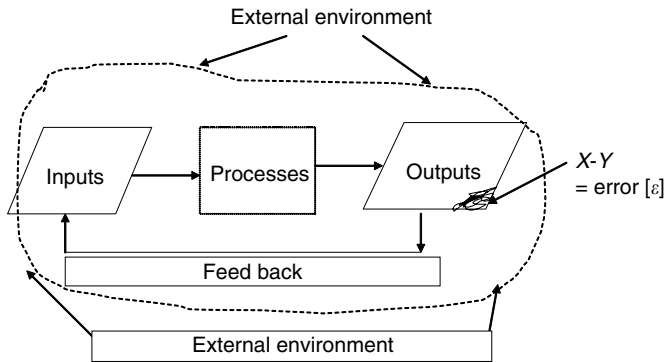 External environment
Inputs
Processes
Outputs
X-Y
= error [ε]
Feed back
External environment